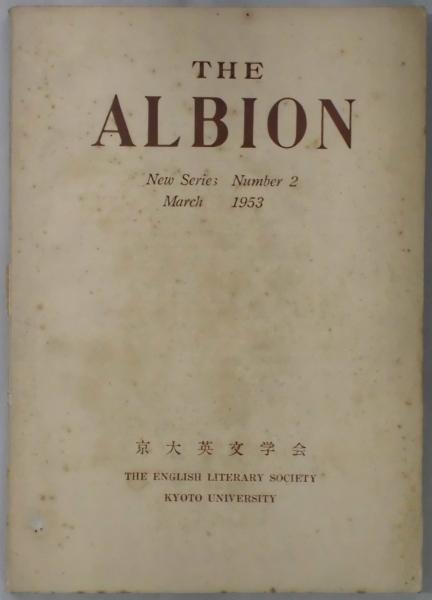 THE
ALBION
New Series Number 2
March 1953
京大英文学会
THE ENGLISH LITERARY SOCIETY
KYOTO UNIVERSITY